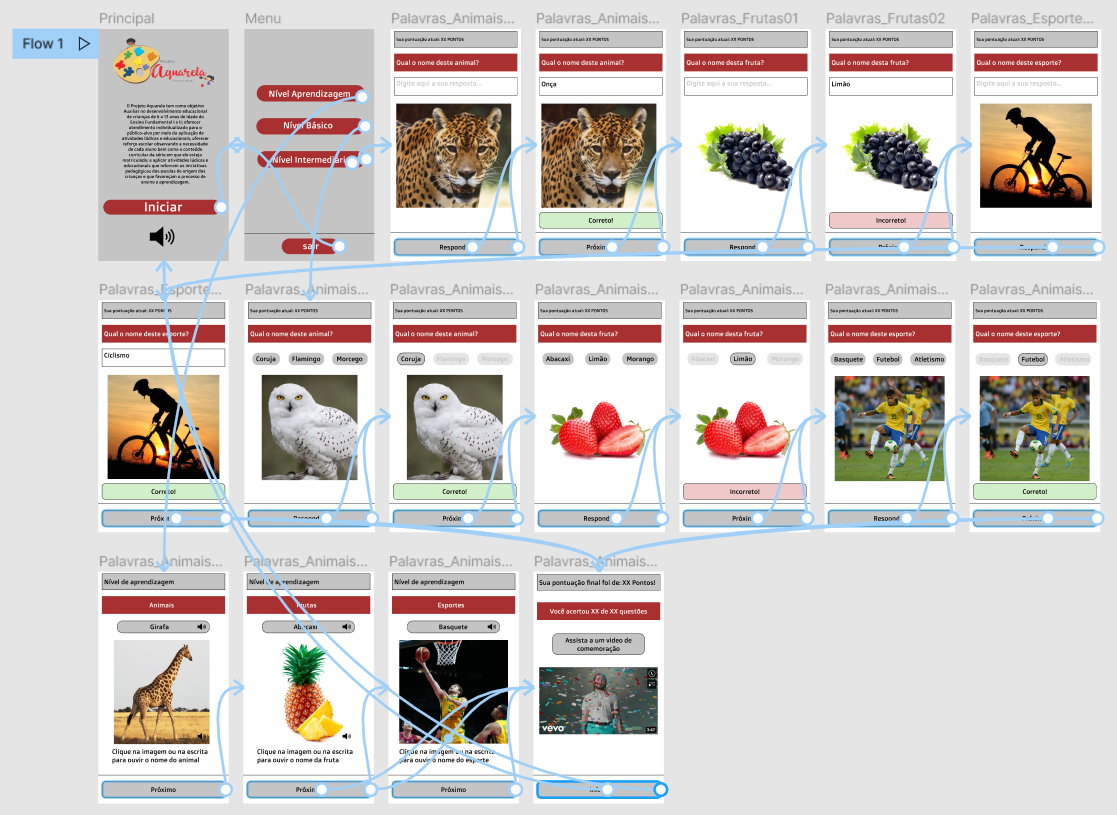 Flow 1
Principal
Menu
Palavras_Animais...
Palavras_Animais...
Palavras_Frutas01
Palavras_Frutas02
Palavras_Esporte...
Aquarela
O Projeto Aquarela tem como objetivo
Auxiliar no desenvolvimento educacional
de crianças de 6 a 12 anos de idade do
Ensino Fundamental I e II; oferecer
atendimento individualizado para o
público-alvo por meio da aplicação de
atividades lúdicas e educacionais; oferecer
reforço escolar observando a necessidade
de cada aluno bem como o conteúdo
curricular da série em que ele esteja
matriculado; e aplicar atividades lúdicas e
educacionais que reforcem as iniciativas
pedagógicas das escolas de origem das
crianças e que favoreçam o processo de
ensino e aprendizagem.
Iniciar
Nível Aprendizagem
Nível Básico
Nível Intermediári
sair
Sua pontuação atual: XX PONTOS
Qual o nome deste animal?
Digite aqui a sua resposta...
Respond
Sua pontuação atual: XX PONTOS
Qual o nome deste animal?
Onça
Correto!
Próxin
Sua pontuação atual: XX PONTOS
Qual o nome desta fruta?
Digite aqui a sua resposta...
Respond
Sua pontuação atual: XX PONTOS
Qual o nome desta fruta?
Limão
Incorreto!
Próxin
Sua pontuação atual: XX PONTOS
Qual o nome deste esporte?
Respond
Palavras_Esporte...
Palavras_Animais...
Palavras_Animais...
Palavras_Animais...
Palavras_Animais...
Palavras_Animais...
Palavras_Animais...
Sua pontuação atual: XX PONTOS
Qual o nome deste esporte?
Ciclismo
Correto!
Próx
Sua pontuação atual: XX PONTOS
Qual o nome deste animal?
Coruja Flamingo Morcego
Respond
Sua pontuação atual: XX PONTOS
Qual o nome deste animal?
Coruja Flamingo Morcego
Correto!
Próxin
Sua pontuação atual: XX PONTOS
Qual o nome desta fruta?
Abacaxi Limão Morango
Respond
Sua pontuação atual: XX PONTOS
Qual o nome desta fruta?
Abacaxi Limão Morango
Incorreto!
Próxin
Sua pontuação atual: XX PONTOS
Qual o nome deste esporte?
Basquete Futebol Atletismo
Respond
Sua pontuação atual: XX PONTOS
Qual o nome deste esporte?
Basquete Futebol Atletismo
Correto!
Próxin
Palavras_Animais...
Palavras_Animais...
Palavras_Animais...
Palavras_Animais...
Nível de aprendizagem
Animais
Girafa
Clique na imagem ou na escrita
para ouvir o nome do animal
Próximo
Nível de aprendizagem
Frutas
Abacaxi
Clique na imagem ou na escrita
para ouvir o nome da fruta
Próxin
Nível de aprendizagem
Esportes
Basquete
Clique na imagem ou na escrita
para ouvir o nome do esporte
Próximo
Sua pontuação final foi de: XX Pontos!
Você acertou XX de XX questões
Assista a um video de
comemoração
vevo